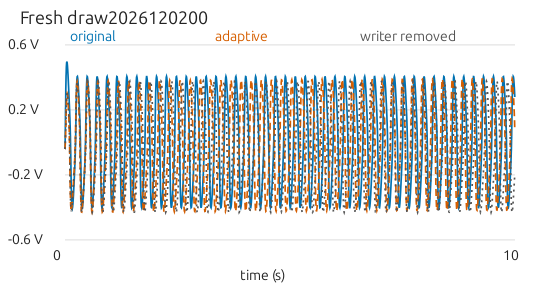 Fresh draw2026120200
original adaptive writer removed
0.6 V
0.2 V
-0.2 V
-0.6 V
0 10
time (s)